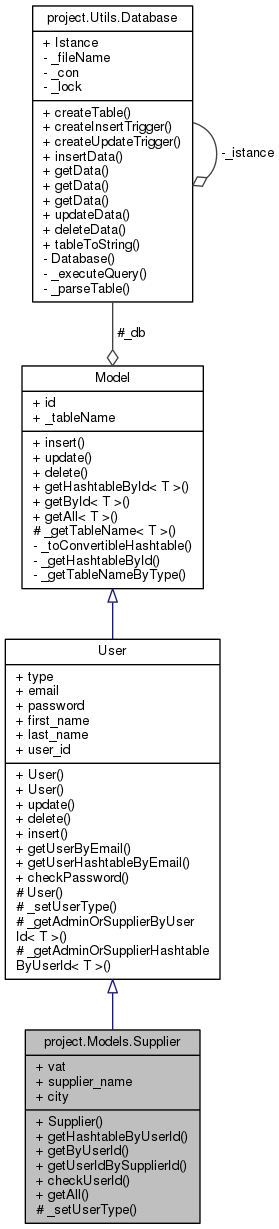 project.Utils.Database
+ Istance
- _fileName
- _con
- _lock
+ createTable()
+ createInsertTrigger()
+ createUpdateTrigger()
+ insertData()
+ getData()
+ getData()
+ getData()
+ updateData()
+ deleteData()
+ tableToString()
- Database()
- _executeQuery()
- _parseTable()
-_istance
#_db
Model
+ id
+ _tableName
+ insert()
+ update()
+ delete()
+ getHashtableById< T >()
+ getById< T >()
+ getAll< T >()
# _getTableName< T >()
- _toConvertibleHashtable()
- _getHashtableById()
- _getTableNameByType()
User
+ type
+ email
+ password
+ first_name
+ last_name
+ user_id
+ User()
+ User()
+ update()
+ delete()
+ insert()
+ getUserByEmail()
+ getUserHashtableByEmail()
+ checkPassword()
# User()
# _setUserType()
# _getAdminOrSupplierByUser
Id< T >()
# _getAdminOrSupplierHashtable
ByUserId< T >()
project.Models.Supplier
+ vat
+ supplier_name
+ city
+ Supplier()
+ getHashtableByUserId()
+ getByUserId()
+ getUserIdBySupplierId()
+ checkUserId()
+ getAll()
# _setUserType()